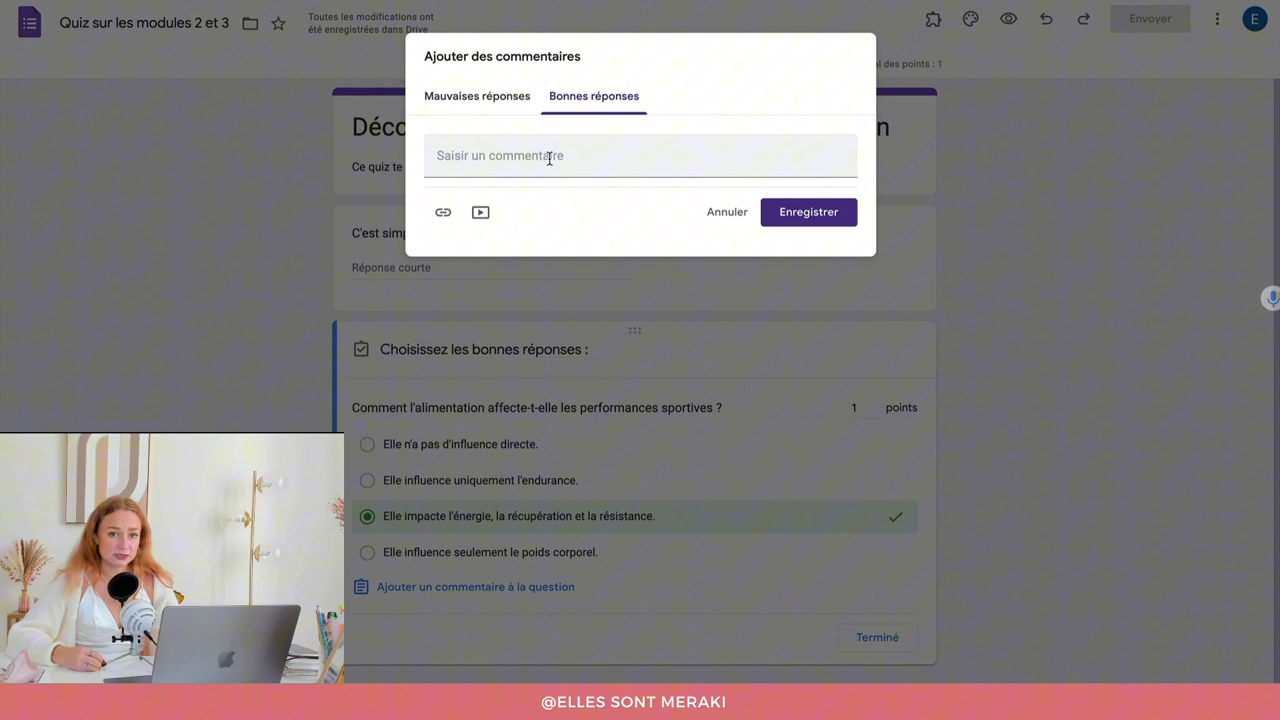 Quiz sur les modules 2 et 3
Toutes les modifications ont
été enregistrées dans Drive
Envoyer
E
Ajouter des commentaires
al des points : 1
Mauvaises réponses
Bonnes réponses
Déco
n
Saisir un commentaire
Ce quiz te
Annuler
Enregistrer
C'est simp
Réponse courte
Choisissez les bonnes réponses :
Comment l'alimentation affecte-t-elle les performances sportives ?
1 points
Elle n'a pas d'influence directe.
Elle influence uniquement l'endurance.
Elle impacte l'énergie, la récupération et la résistance.
Elle influence seulement le poids corporel.
Ajouter un commentaire à la question
Terminé
@ELLES SONT MERAKI